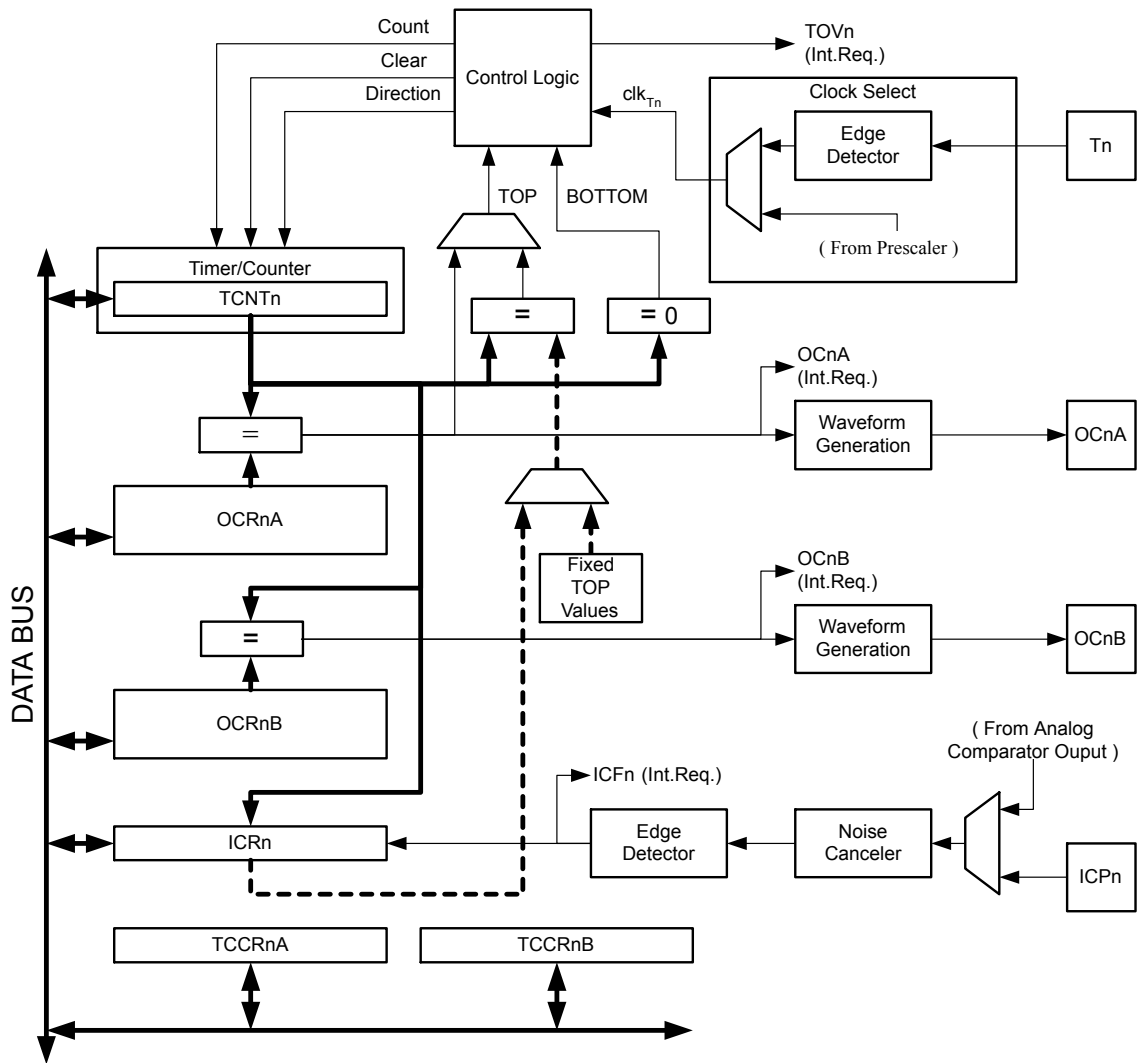 Count
Clear
Direction
Control Logic
TOVn
(Int.Req.)
clkTn
Clock Select
Edge
Detector
Tn
( From Prescaler )
TOP
BOTTOM
Timer/Counter
TCNTn
=
= 0
OCnA
(Int.Req.)
=
Waveform
Generation
OCnA
OCRnA
Fixed
TOP
Values
OCnB
(Int.Req.)
=
Waveform
Generation
OCnB
OCRnB
DATA BUS
( From Analog
Comparator Ouput )
ICFn (Int.Req.)
ICRn
Edge
Detector
Noise
Canceler
ICPn
TCCRnA
TCCRnB